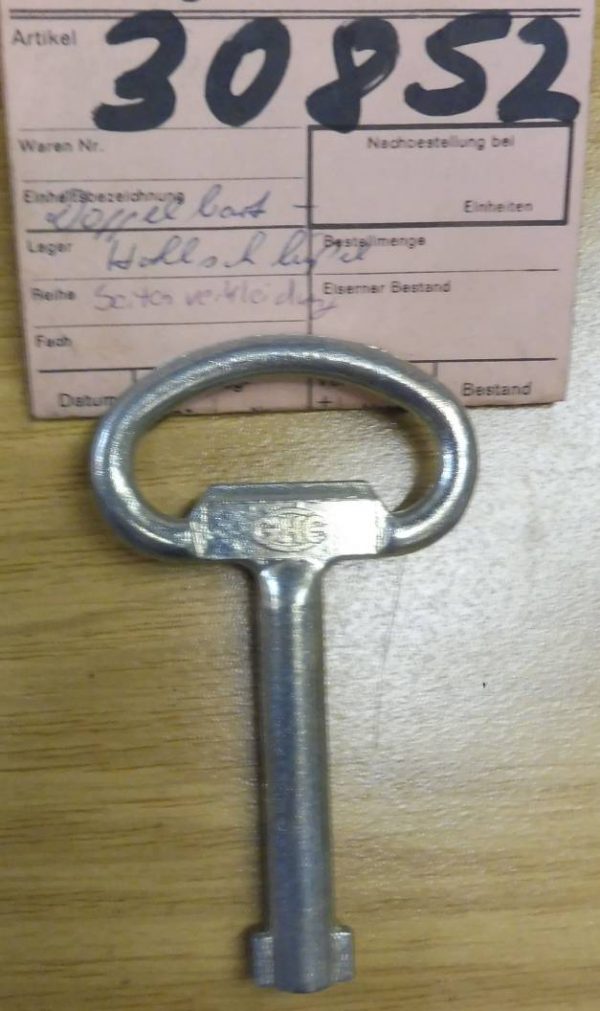 Artikel 30852
Waren Nr.
Nachbestellung bei
Einheitsbezeichnung Doppelbart -
Einheiten
Lager Hohlschlüssel
Bestellmenge
Reihe Seitenverkleidung
Eiserner Bestand
Fach
Datum
+
Bestand
GHG